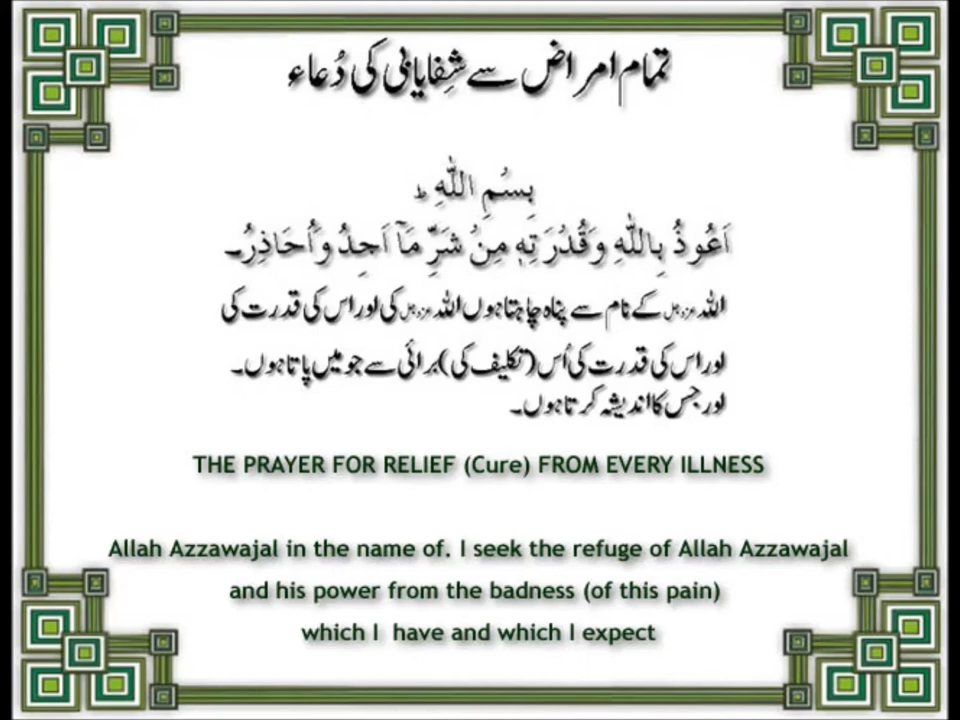 تمام امراض سے شِفایابی کی دُعاء
بِسْمِ اللّٰهِ ط
اَعُوْذُ بِاللّٰهِ وَقُدْرَتِهٖ مِنْ شَرِّ مَآ اَجِدُ وَاُحَاذِرُ۔
اللہ عزوجل کے نام سے پناہ چاہتا ہوں اللہ عزوجل کی اور اس کی قدرت کی
اور اس کی قدرت کی اُس (تکلیف کی) برائی سے جو میں پاتا ہوں۔
اور جس کا اندیشہ کرتا ہوں۔
THE PRAYER FOR RELIEF (Cure) FROM EVERY ILLNESS
Allah Azzawajal in the name of. I seek the refuge of Allah Azzawajal
and his power from the badness (of this pain)
which I have and which I expect